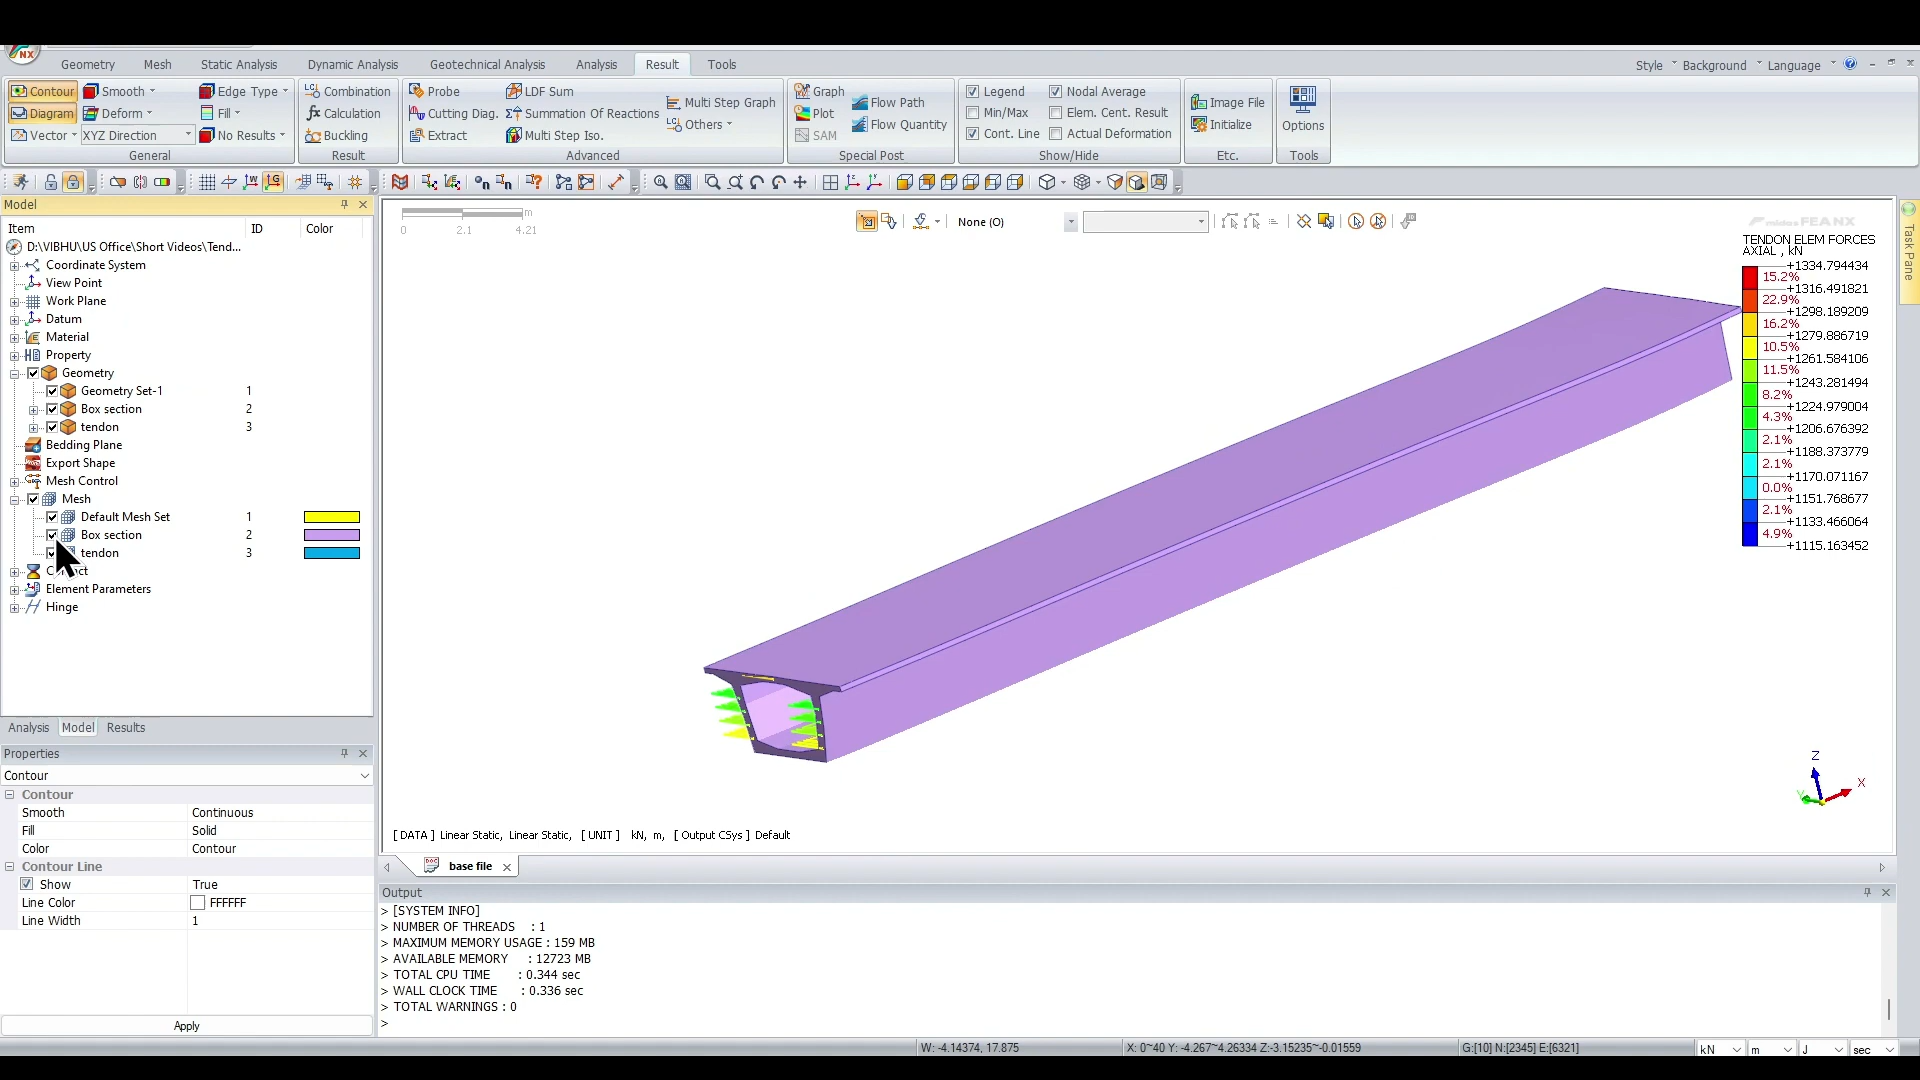 NX
Geometry Mesh Static Analysis Dynamic Analysis Geotechnical Analysis Analysis Result Tools
Style Background Language
Contour Smooth Edge Type
Diagram Deform Fill
Vector XYZ Direction No Results
General
Combination
Calculation
Buckling
Result
Probe LDF Sum
Cutting Diag. Summation Of Reactions
Extract Multi Step Iso.
Multi Step Graph
Others
Advanced
Graph Flow Path
Plot Flow Quantity
SAM
Special Post
Legend Nodal Average
Min/Max Elem. Cent. Result
Cont. Line Actual Deformation
Show/Hide
Image File
Initialize
Etc.
Options
Tools
Model
Item ID Color
D:\VIBHU\US Office\Short Videos\Tend...
Coordinate System
View Point
Work Plane
Datum
Material
Property
Geometry
Geometry Set-1 1
Box section 2
tendon 3
Bedding Plane
Export Shape
Mesh Control
Mesh
Default Mesh Set 1
Box section 2
tendon 3
Element Parameters
Hinge
Analysis Model Results
Properties
Contour
Contour
Smooth Continuous
Fill Solid
Color Contour
Contour Line
Show True
Line Color FFFFFF
Line Width 1
Apply
m
0 2.1 4.21
None (O)
midas FEA NX
TENDON ELEM FORCES
AXIAL , kN
+1334.794434
15.2%
+1316.491821
22.9%
+1298.189209
16.2%
+1279.886719
10.5%
+1261.584106
11.5%
+1243.281494
8.2%
+1224.979004
4.3%
+1206.676392
2.1%
+1188.373779
2.1%
+1170.071167
0.0%
+1151.768677
2.1%
+1133.466064
4.9%
+1115.163452
Task Pane
Z
X
Y
[ DATA ] Linear Static, Linear Static, [ UNIT ] kN, m, [ Output CSys ] Default
base file
Output
> [SYSTEM INFO]
> NUMBER OF THREADS : 1
> MAXIMUM MEMORY USAGE : 159 MB
> AVAILABLE MEMORY : 12723 MB
> TOTAL CPU TIME : 0.344 sec
> WALL CLOCK TIME : 0.336 sec
> TOTAL WARNINGS : 0
>
W: -4.14374, 17.875
X: 0~40 Y: -4.267~4.26334 Z:-3.15235~-0.01559
G:[10] N:[2345] E:[6321]
kN m J sec